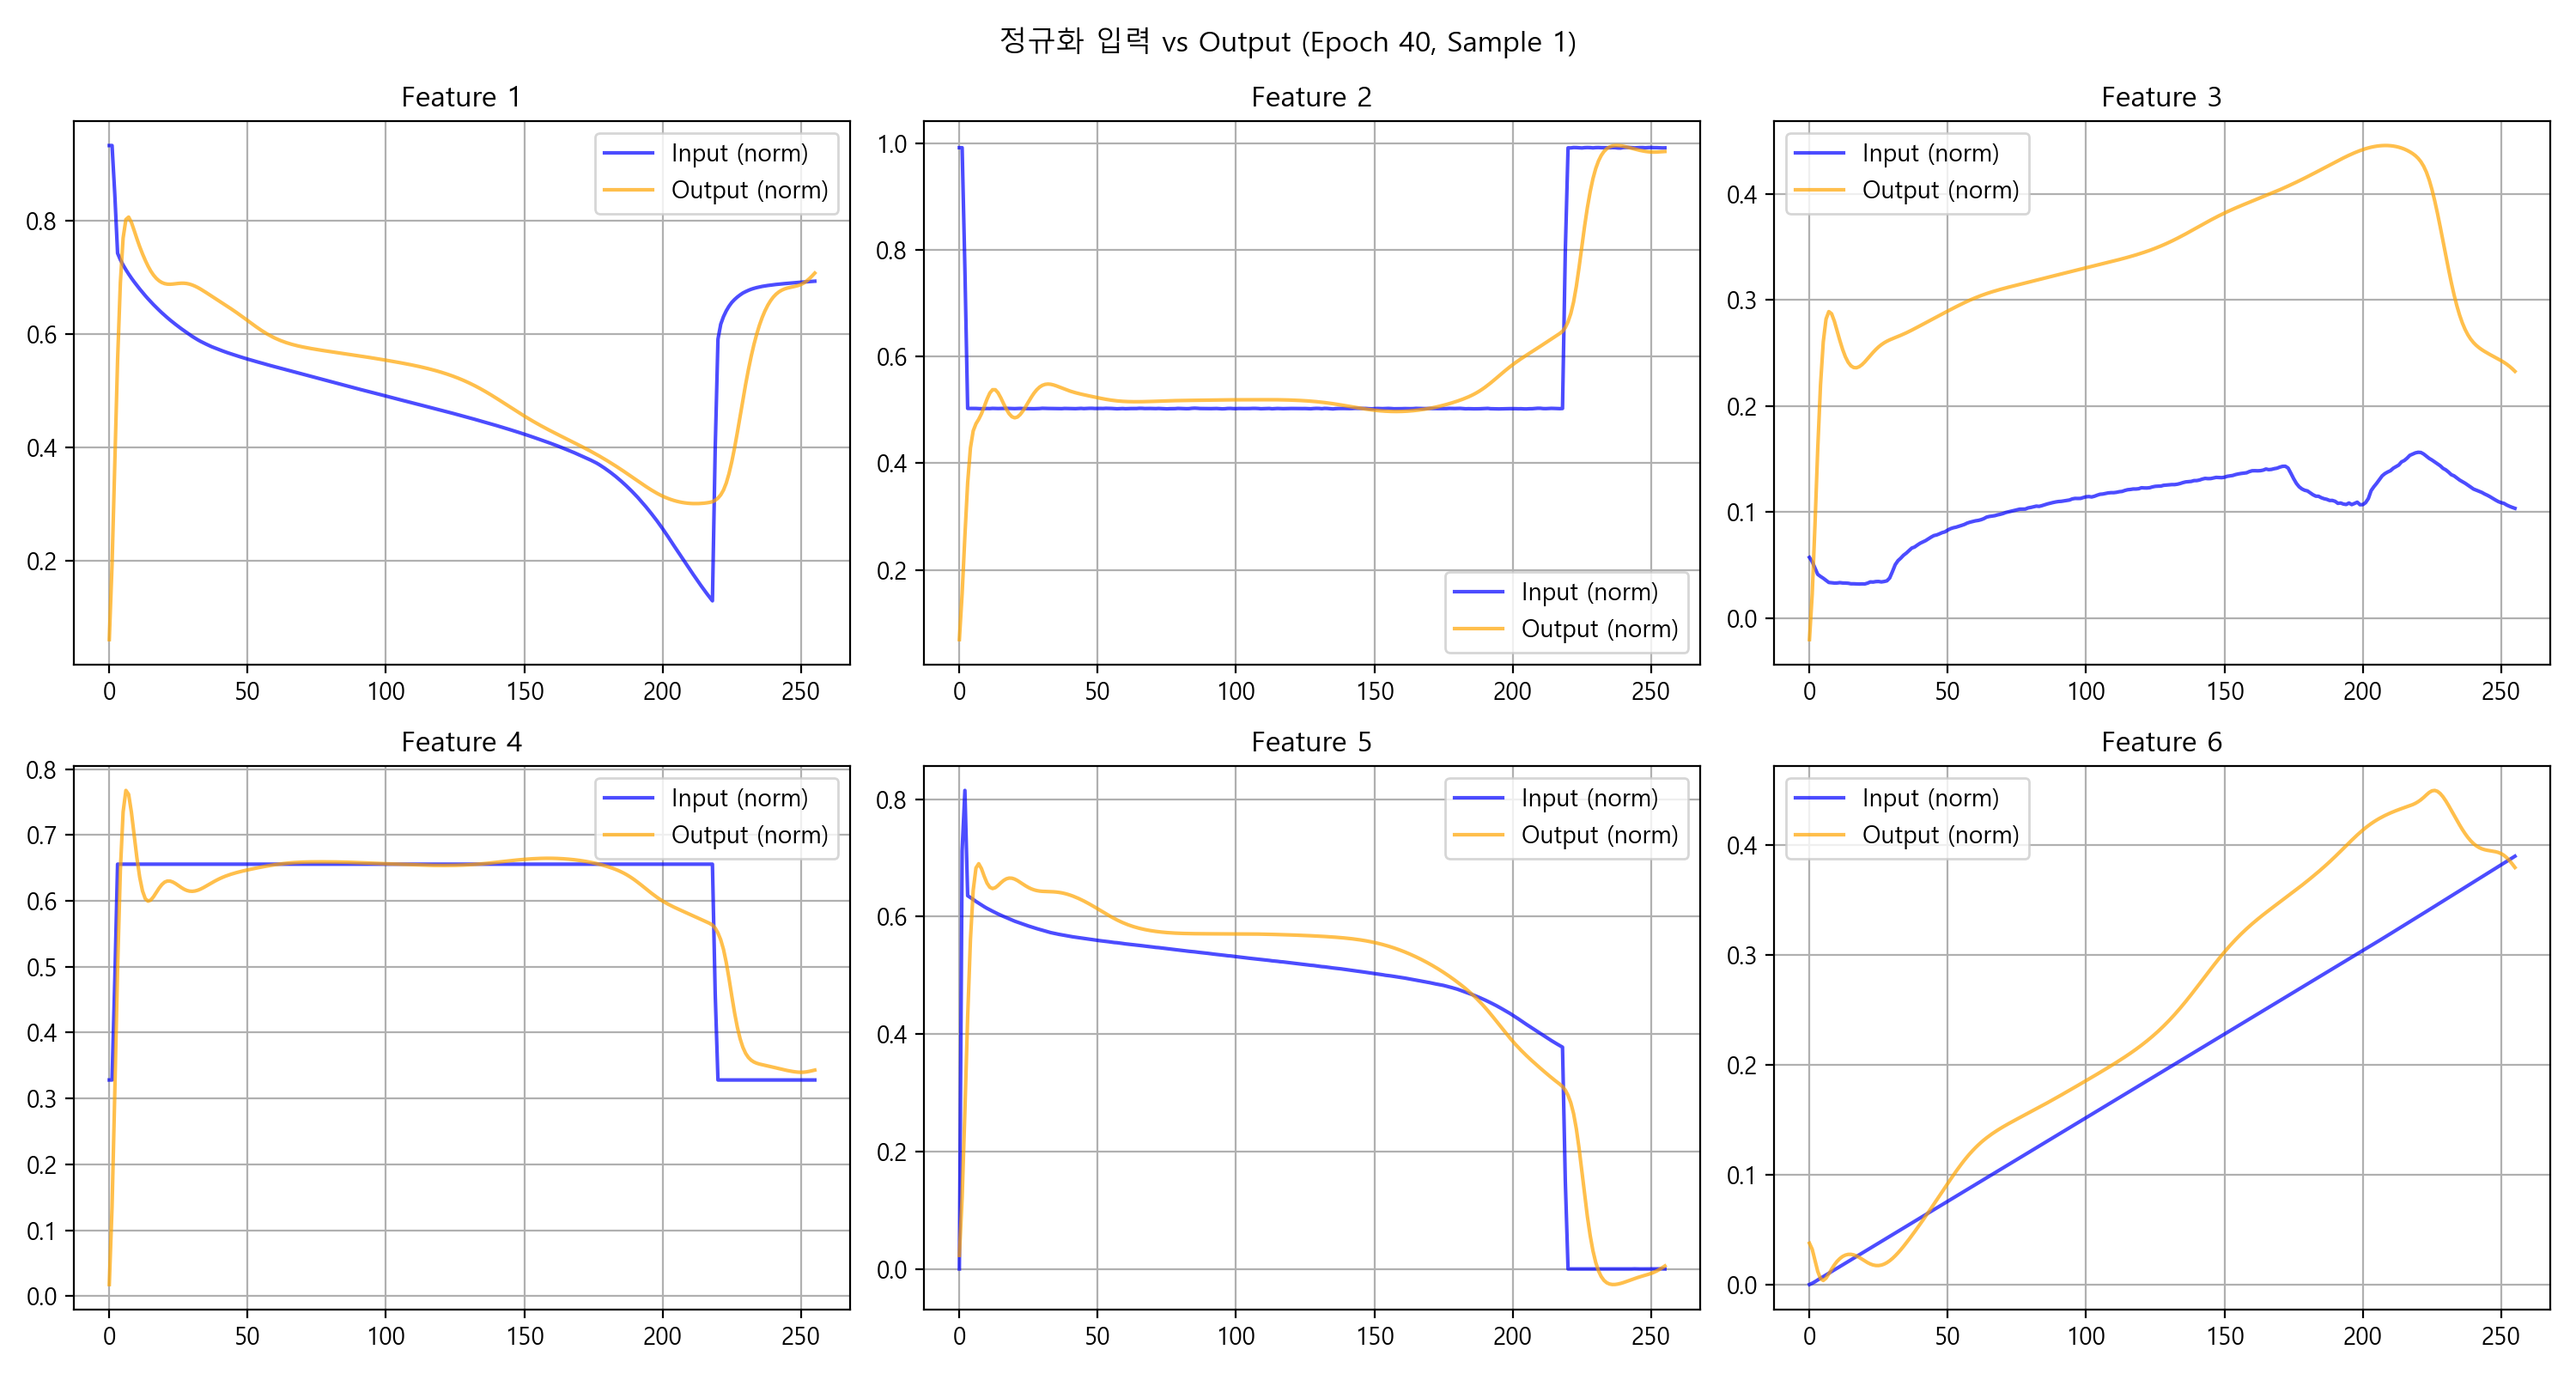 정규화 입력 vs Output (Epoch 40, Sample 1)
Feature 1
Input (norm)
Output (norm)
0.8
0.6
0.4
0.2
0 50 100 150 200 250
Feature 2
1.0
0.8
0.6
0.4
0.2
Input (norm)
Output (norm)
0 50 100 150 200 250
Feature 3
Input (norm)
Output (norm)
0.4
0.3
0.2
0.1
0.0
0 50 100 150 200 250
Feature 4
Input (norm)
Output (norm)
0.8
0.7
0.6
0.5
0.4
0.3
0.2
0.1
0.0
0 50 100 150 200 250
Feature 5
Input (norm)
Output (norm)
0.8
0.6
0.4
0.2
0.0
0 50 100 150 200 250
Feature 6
Input (norm)
Output (norm)
0.4
0.3
0.2
0.1
0.0
0 50 100 150 200 250